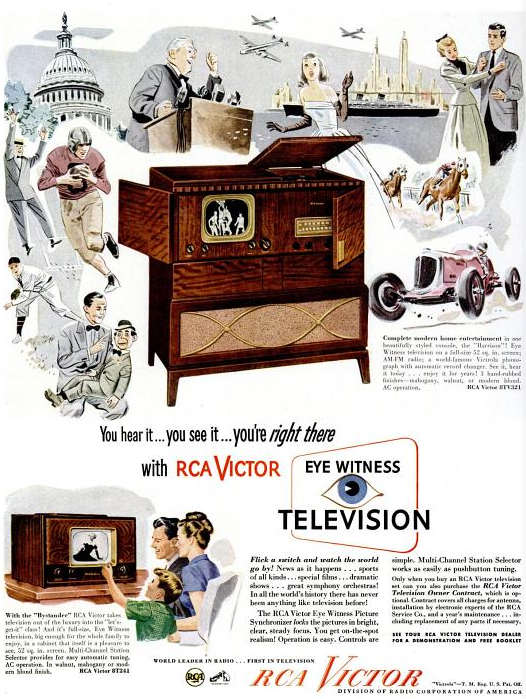 Complete modern home entertainment in one
beautifully styled console, the "Harrison"! Eye
Witness television on a full-size 52 sq. in. screen;
AM-FM radio; a world-famous Victrola phono-
graph with automatic record changer. See it, hear
it today . . . enjoy it for years! 3 hand-rubbed
finishes—mahogany, walnut, or modern blond.
AC operation. RCA Victor 8TV321
You hear it...you see it...you're right there
with RCA VICTOR
EYE WITNESS
TELEVISION
With the "Bystander" RCA Victor takes
television out of the luxury into the "let's-
get-it" class! And it's full-size, Eye Witness
television, big enough for the whole family to
enjoy, in a cabinet that itself is a pleasure to
see. 52 sq. in. screen. Multi-Channel Station
Selector provides for easy automatic tuning.
AC operation. In walnut, mahogany or mod-
ern blond finish. RCA Victor 8T241
Flick a switch and watch the world
go by! News as it happens . . . sports
of all kinds . . . special films . . . dramatic
shows . . . great symphony orchestras!
In all the world's history there has never
been anything like television before!
The RCA Victor Eye Witness Picture
Synchronizer locks the pictures in bright,
clear, steady focus. You get on-the-spot
realism! Operation is easy. Controls are
simple. Multi-Channel Station Selector
works as easily as pushbutton tuning.
Only when you buy an RCA Victor television
set can you also purchase the RCA Victor
Television Owner Contract, which is op-
tional. Contract covers all charges for antenna,
installation by electronic experts of the RCA
Service Co., and a year's maintenance . . . in-
cluding replacement of any parts if necessary.
SEE YOUR RCA VICTOR TELEVISION DEALER
FOR A DEMONSTRATION AND FREE BOOKLET
WORLD LEADER IN RADIO . . . FIRST IN TELEVISION
RCA
RCA VICTOR
"Victrola"—T. M. Reg. U. S. Pat. Off.
DIVISION OF RADIO CORPORATION OF AMERICA